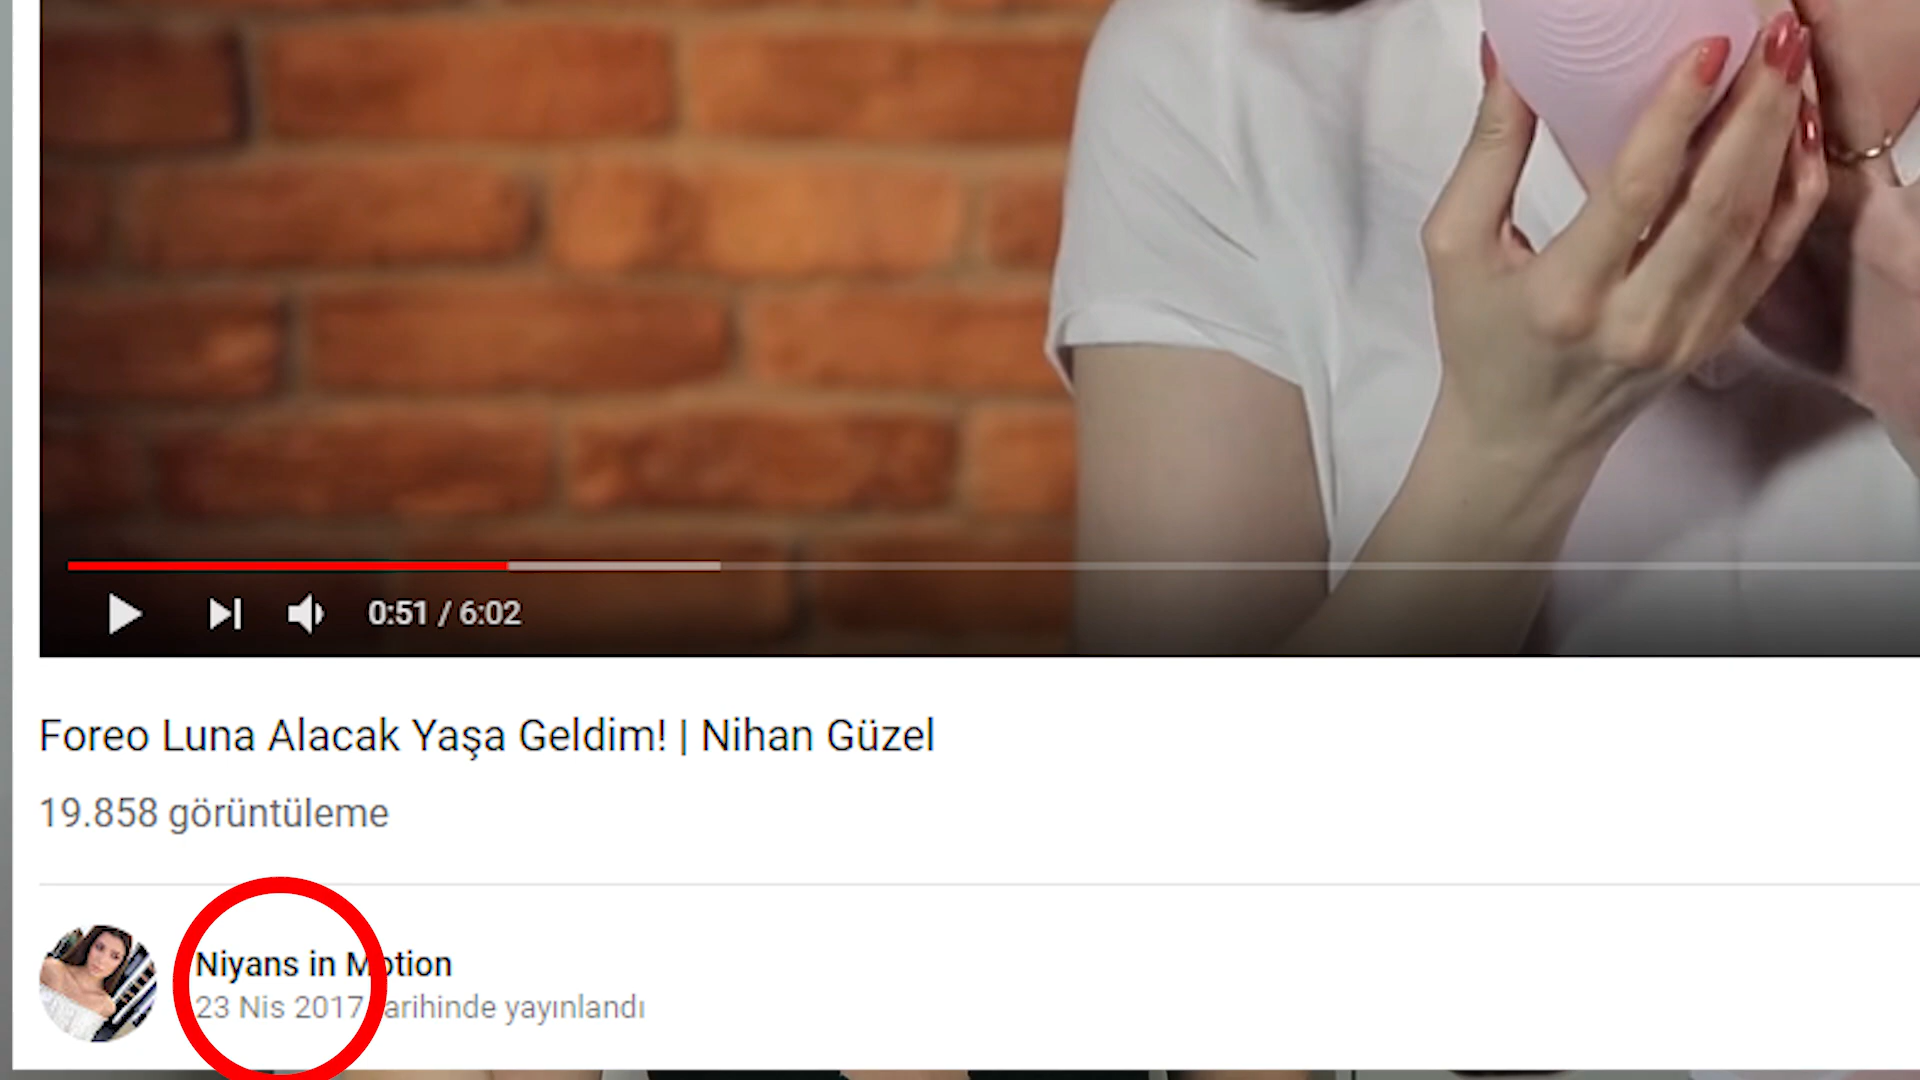 0:51 / 6:02
Foreo Luna Alacak Yaşa Geldim! | Nihan Güzel
19.858 görüntüleme
Niyans in Motion
23 Nis 2017 tarihinde yayınlandı